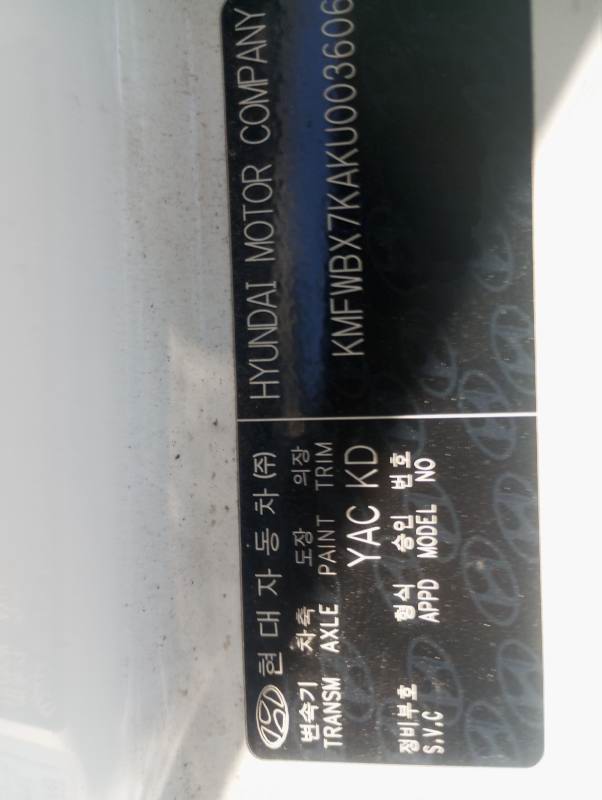 현대자동차(주) HYUNDAI MOTOR COMPANY
변속기 차축 도장 의장
TRANSM AXLE PAINT TRIM
KMFWBX7KAKU003606
YAC KD
정비부호 형식 승인 번호
S.V.C APPD MODEL NO